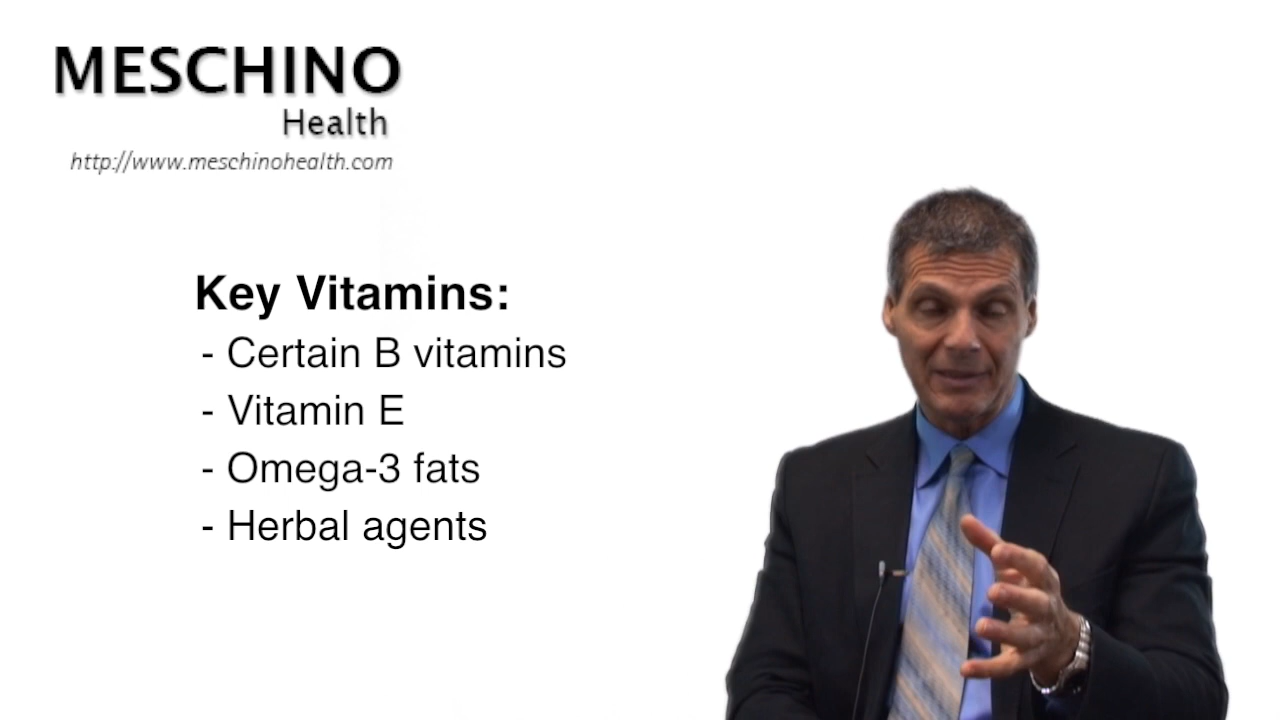 MESCHINO
Health
http://www.meschinohealth.com
Key Vitamins:
- Certain B vitamins
- Vitamin E
- Omega-3 fats
- Herbal agents